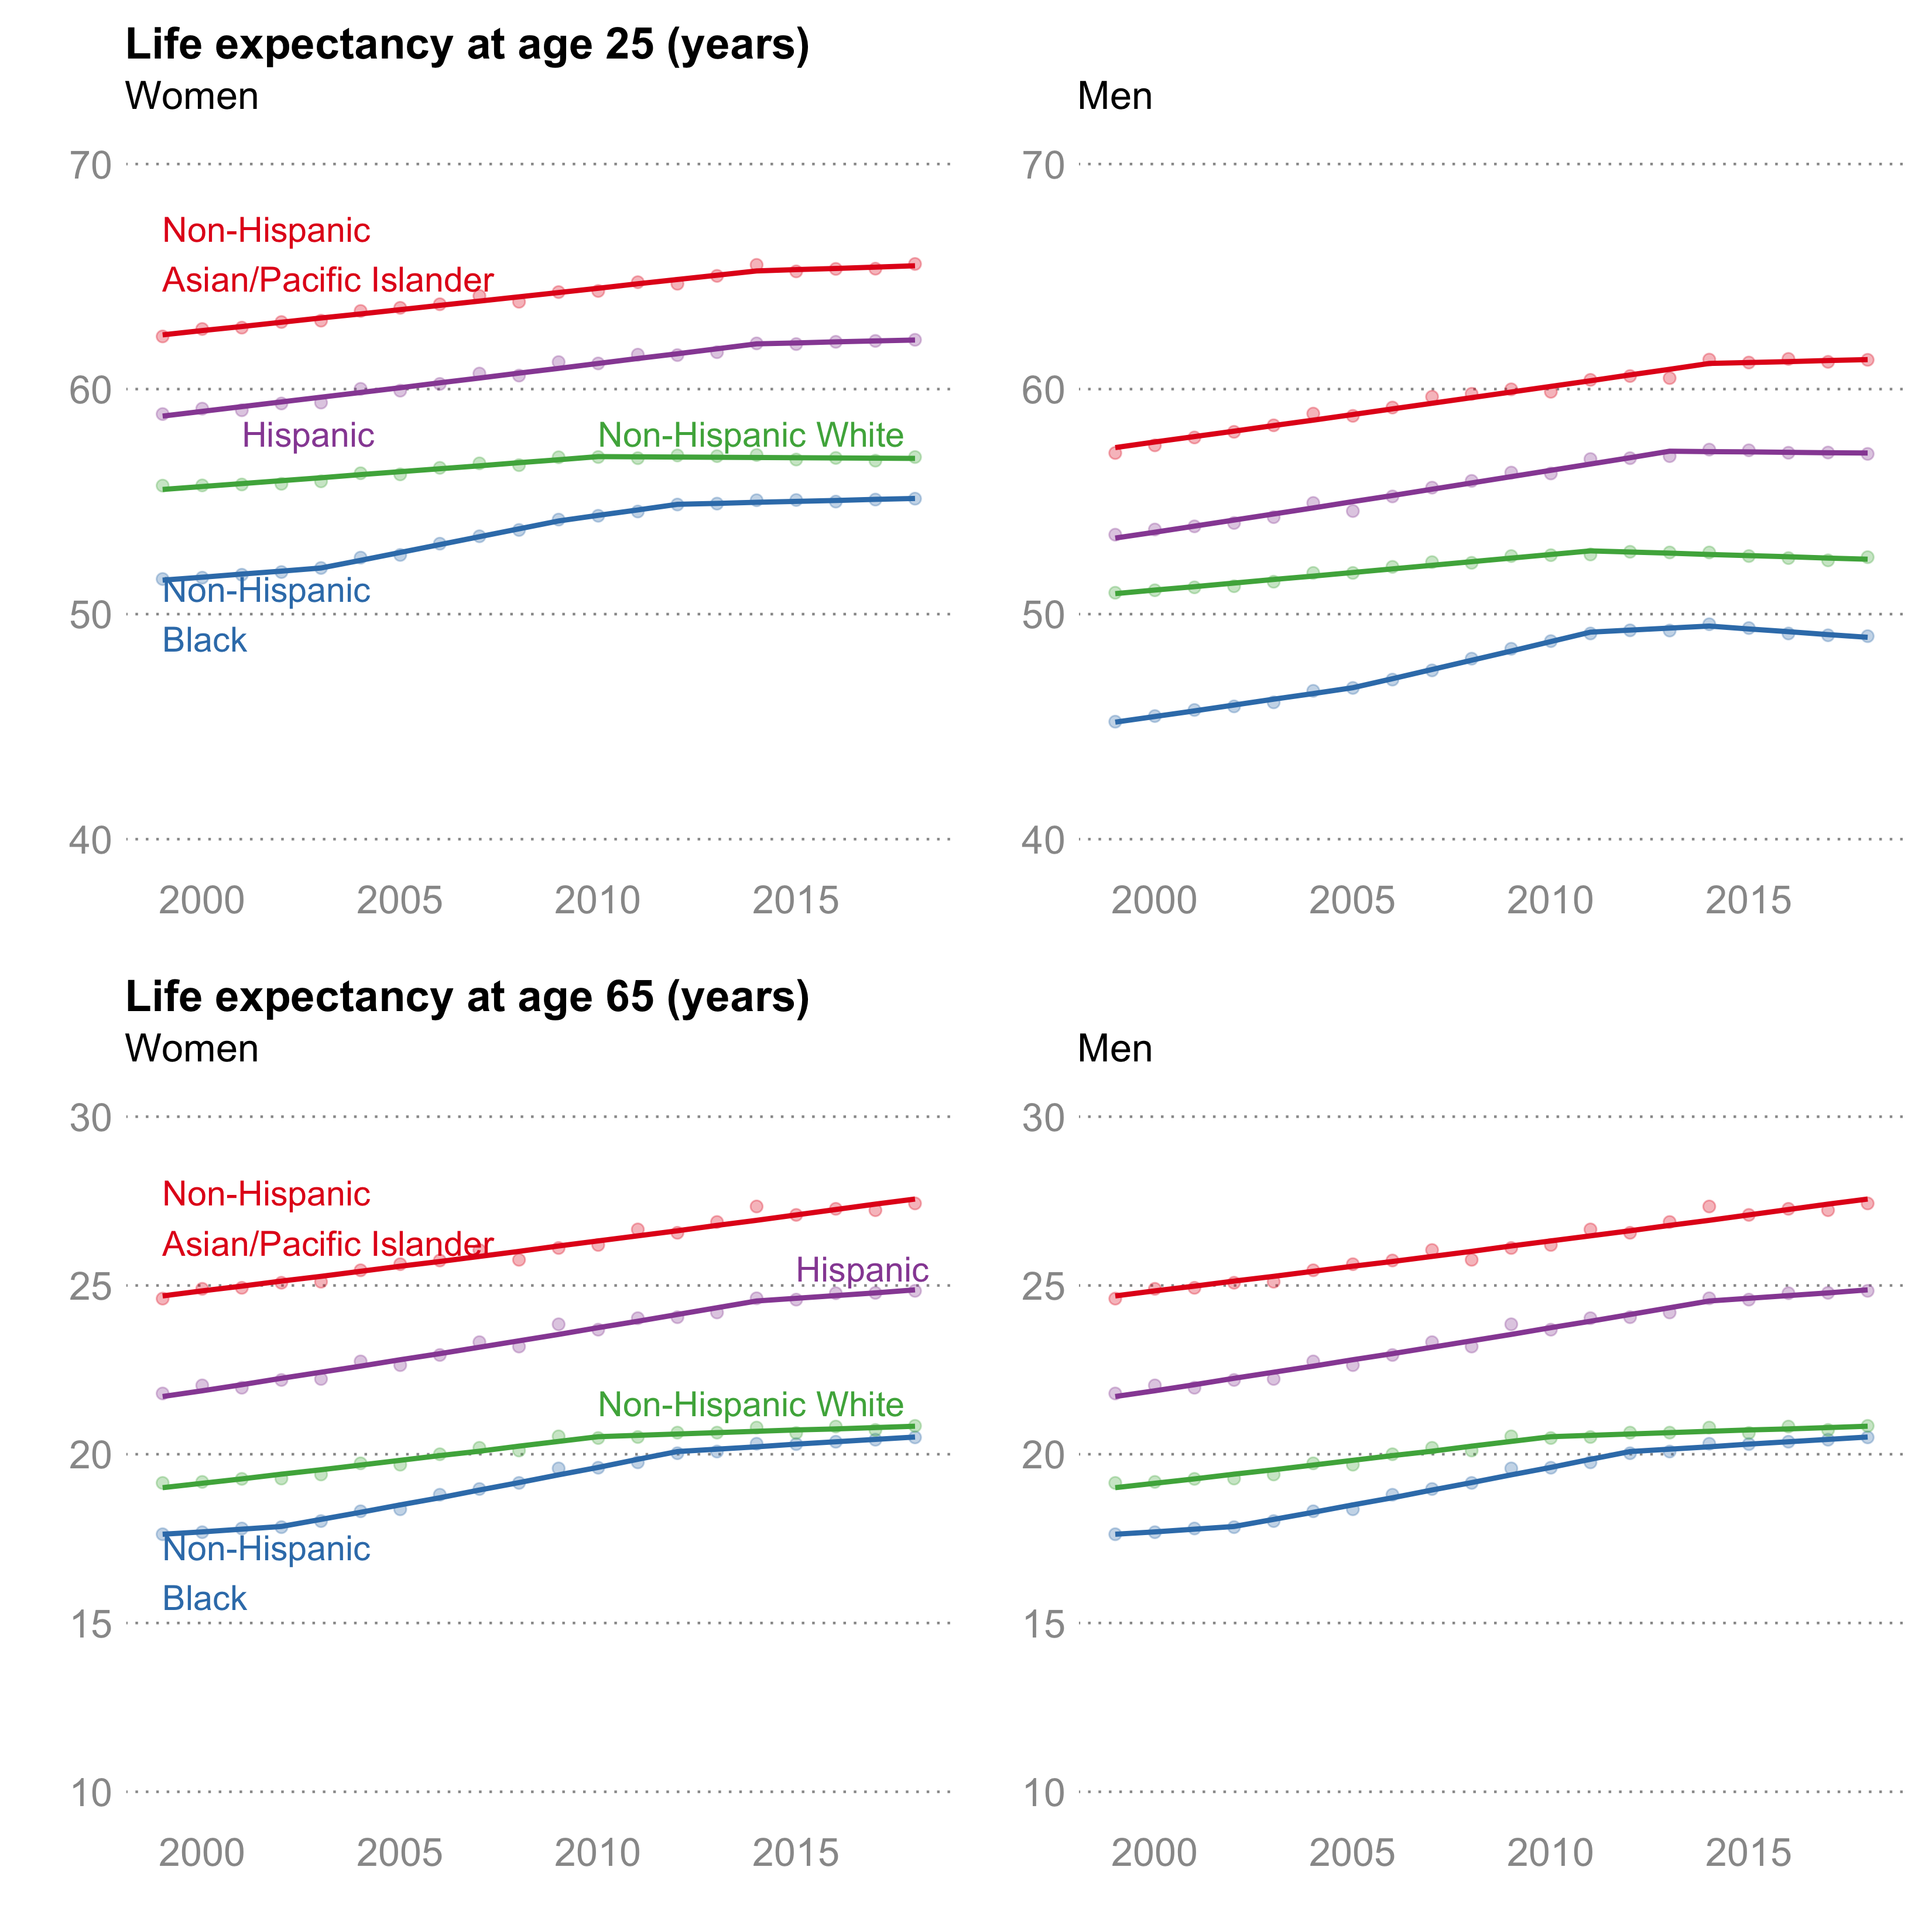 Life expectancy at age 25 (years)
Women
70
Non-Hispanic
Asian/Pacific Islander
60
Hispanic
Non-Hispanic White
Non-Hispanic
50
Black
40
2000 2005 2010 2015
Men
70
60
50
40
2000 2005 2010 2015
Life expectancy at age 65 (years)
Women
30
Non-Hispanic
Asian/Pacific Islander
Hispanic
25
Non-Hispanic White
20
Non-Hispanic
Black
15
10
2000 2005 2010 2015
Men
30
25
20
15
10
2000 2005 2010 2015